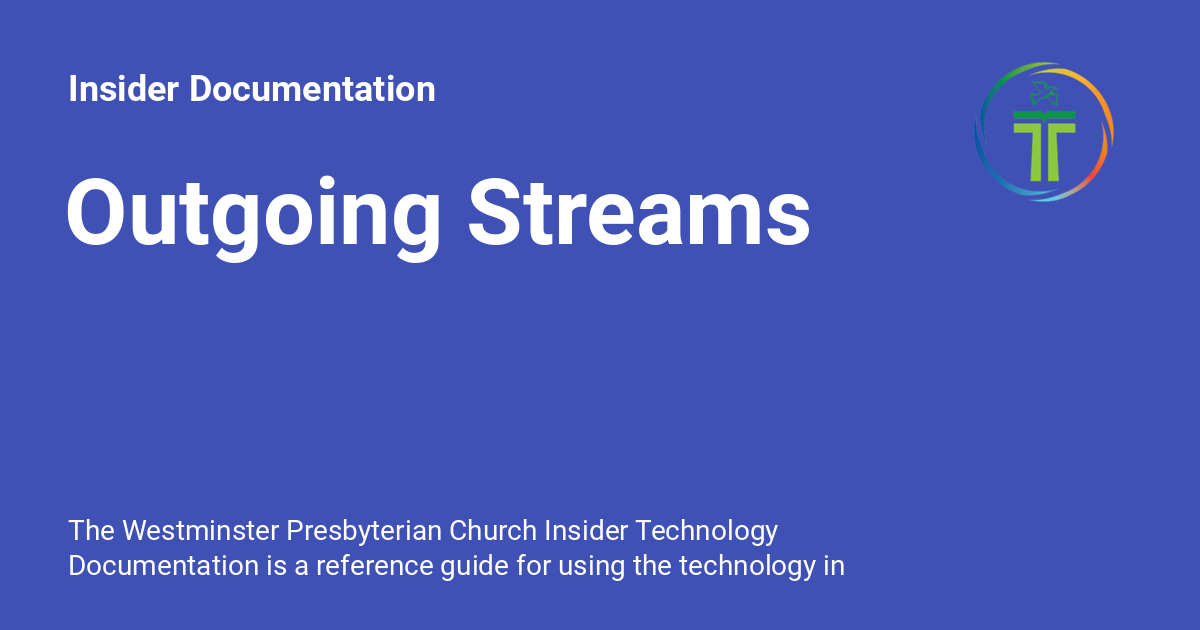 Insider Documentation
Outgoing Streams
The Westminster Presbyterian Church Insider Technology
Documentation is a reference guide for using the technology in